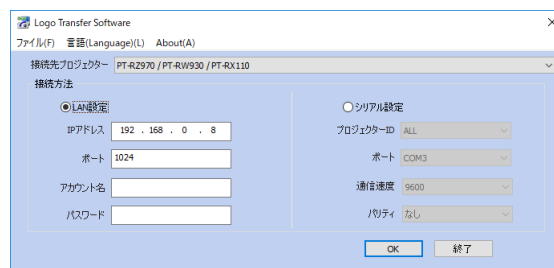 Logo Transfer Software
ファイル(F) 言語(Language)(L) About(A)
接続先プロジェクター PT-RZ970 / PT-RW930 / PT-RX110
接続方法
LAN設定
IPアドレス 192 . 168 . 0 . 8
ポート 1024
アカウント名
パスワード
シリアル設定
プロジェクターID ALL
ポート COM3
通信速度 9600
パリティ なし
OK 終了